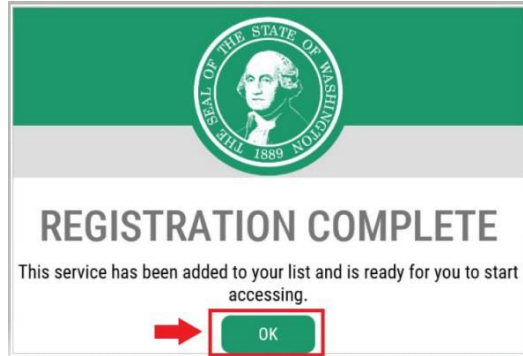 THE SEAL OF THE STATE OF WASHINGTON
1889
REGISTRATION COMPLETE
This service has been added to your list and is ready for you to start
accessing.
OK